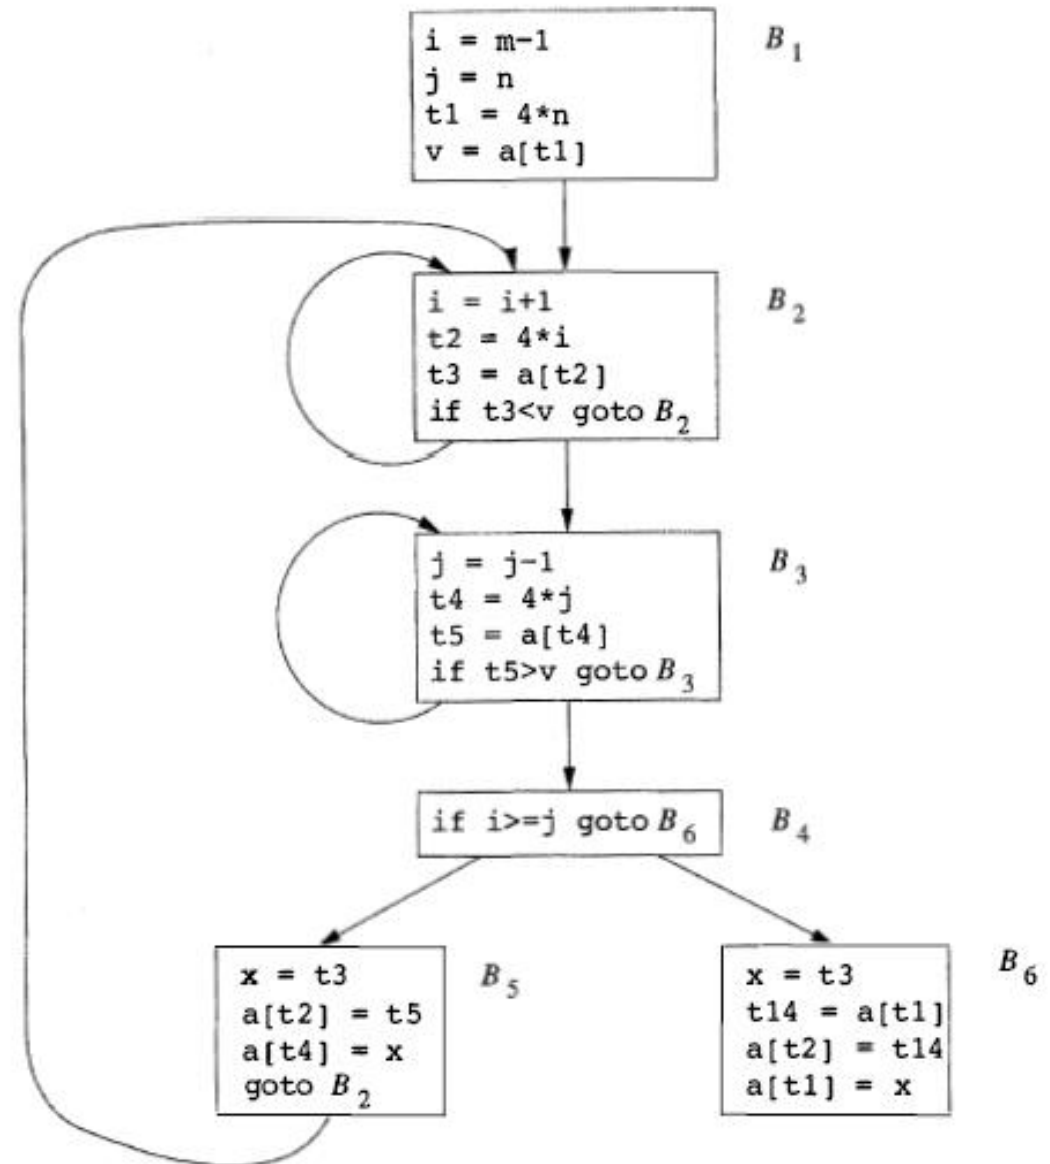 i = m-1
j = n
t1 = 4*n
v = a[t1]
B1
i = i+1
t2 = 4*i
t3 = a[t2]
if t3<v goto B2
B2
j = j-1
t4 = 4*j
t5 = a[t4]
if t5>v goto B3
B3
if i>=j goto B6
B4
x = t3
a[t2] = t5
a[t4] = x
goto B2
B5
x = t3
t14 = a[t1]
a[t2] = t14
a[t1] = x
B6